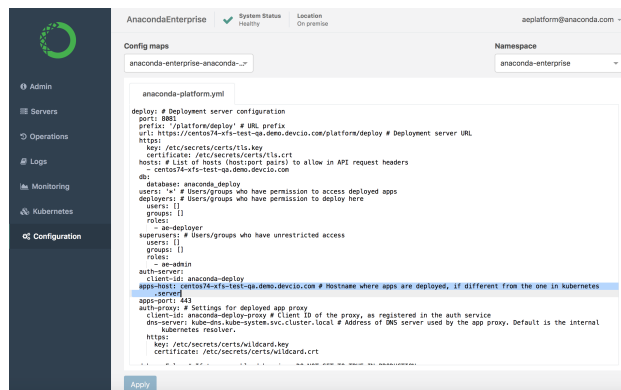 AnacondaEnterprise
System Status
Healthy
Location
On premise
aeplatform@anaconda.com
Config maps
anaconda-enterprise-anaconda-...
Namespace
anaconda-enterprise
Admin
Servers
Operations
Logs
Monitoring
Kubernetes
Configuration
anaconda-platform.yml
deploy: # Deployment server configuration
port: 8081
prefix: '/platform/deploy' # URL prefix
url: https://centos74-xfs-test-qa.demo.devcio.com/platform/deploy # Deployment server URL
https:
key: /etc/secrets/certs/tls.key
certificate: /etc/secrets/certs/tls.crt
hosts: # List of hosts (host:port pairs) to allow in API request headers
- centos74-xfs-test-qa.demo.devcio.com
db:
database: anaconda_deploy
users: '*' # Users/groups who have permission to access deployed apps
deployers: # Users/groups who have permission to deploy here
users: []
groups: []
roles:
- ae-deployer
superusers: # Users/groups who have unrestricted access
users: []
groups: []
roles:
- ae-admin
auth-server:
client-id: anaconda-deploy
apps-host: centos74-xfs-test-qa.demo.devcio.com # Hostname where apps are deployed, if different from the one in kubernetes
.server
apps-port: 443
auth-proxy: # Settings for deployed app proxy
client-id: anaconda-deploy-proxy # Client ID of the proxy, as registered in the auth service
dns-server: kube-dns.kube-system.svc.cluster.local # Address of DNS server used by the app proxy. Default is the internal
kubernetes resolver.
https:
key: /etc/secrets/certs/wildcard.key
certificate: /etc/secrets/certs/wildcard.crt
Apply